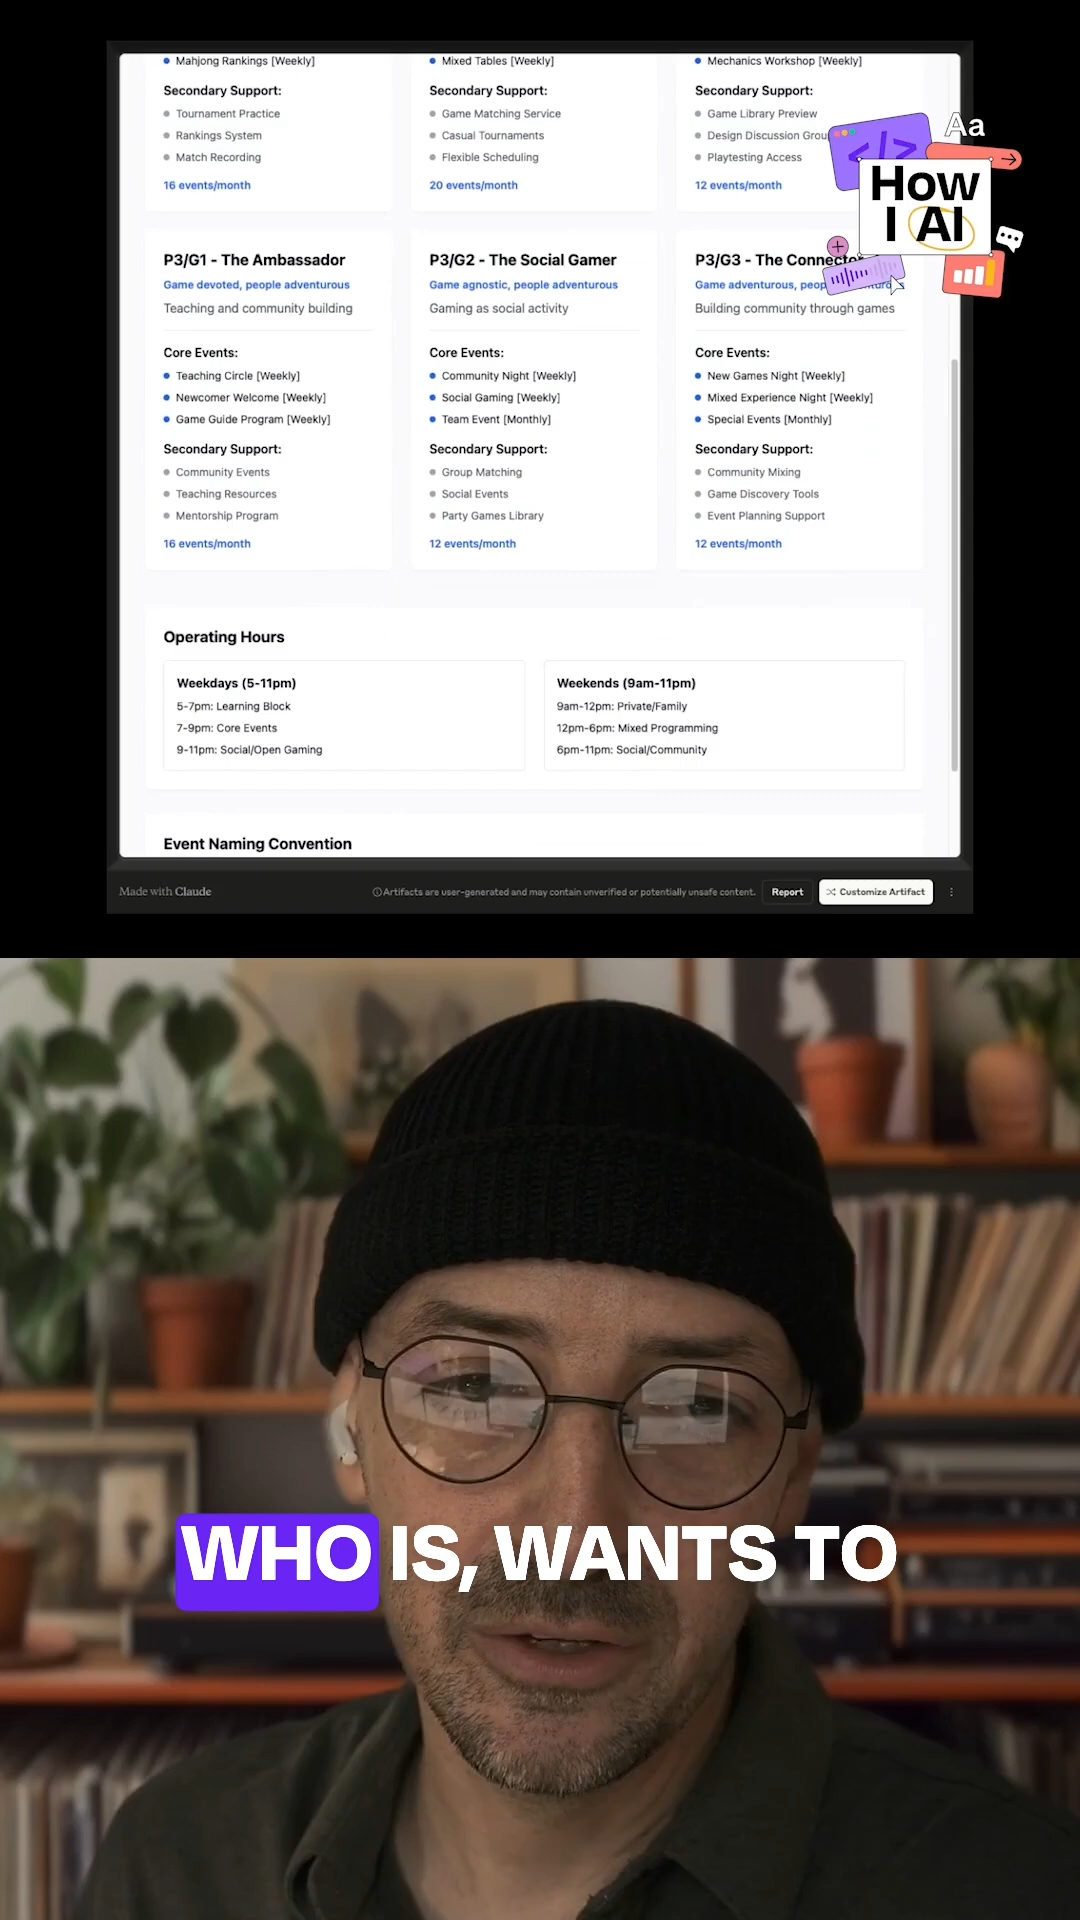 Mahjong Rankings [Weekly]
Secondary Support:
Tournament Practice
Rankings System
Match Recording
16 events/month
Mixed Tables [Weekly]
Secondary Support:
Game Matching Service
Casual Tournaments
Flexible Scheduling
20 events/month
Mechanics Workshop [Weekly]
Secondary Support:
Game Library Preview
Design Discussion
Playtesting Access
12 events/month
Aa
</>
How
I AI
P3/G1 - The Ambassador
Game devoted, people adventurous
Teaching and community building
Core Events:
Teaching Circle [Weekly]
Newcomer Welcome [Weekly]
Game Guide Program [Weekly]
Secondary Support:
Community Events
Teaching Resources
Mentorship Program
16 events/month
P3/G2 - The Social Gamer
Game agnostic, people adventurous
Gaming as social activity
Core Events:
Community Night [Weekly]
Social Gaming [Weekly]
Team Event [Monthly]
Secondary Support:
Group Matching
Social Events
Party Games Library
12 events/month
P3/G3 - The Connector
Game adventurous,
Building community through games
Core Events:
New Games Night [Weekly]
Mixed Experience Night [Weekly]
Special Events [Monthly]
Secondary Support:
Community Mixing
Game Discovery Tools
Event Planning Support
12 events/month
Operating Hours
Weekdays (5-11pm)
5-7pm: Learning Block
7-9pm: Core Events
9-11pm: Social/Open Gaming
Weekends (9am-11pm)
9am-12pm: Private/Family
12pm-6pm: Mixed Programming
6pm-11pm: Social/Community
Event Naming Convention
Made with Claude
Artifacts are user-generated and may contain unverified or potentially unsafe content.
Report
Customize Artifact
WHO IS, WANTS TO